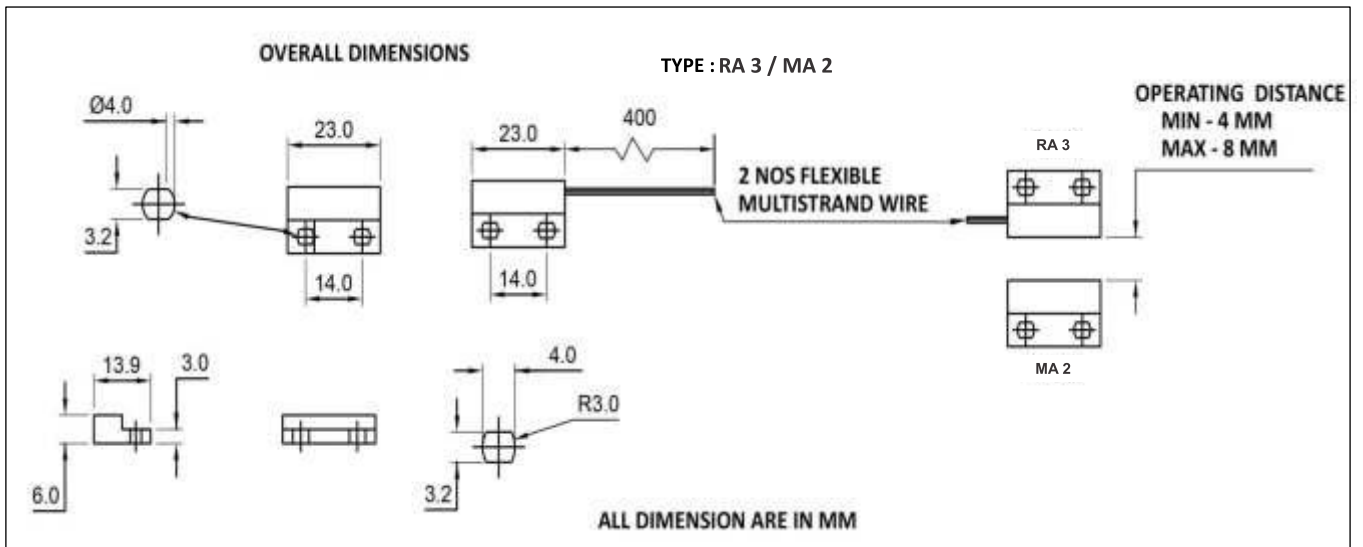 OVERALL DIMENSIONS
TYPE : RA 3 / MA 2
OPERATING DISTANCE
MIN - 4 MM
MAX - 8 MM
Ø4.0
23.0
23.0
400
RA 3
2 NOS FLEXIBLE
MULTISTRAND WIRE
3.2
14.0
14.0
MA 2
13.9
3.0
4.0
R3.0
6.0
3.2
ALL DIMENSION ARE IN MM